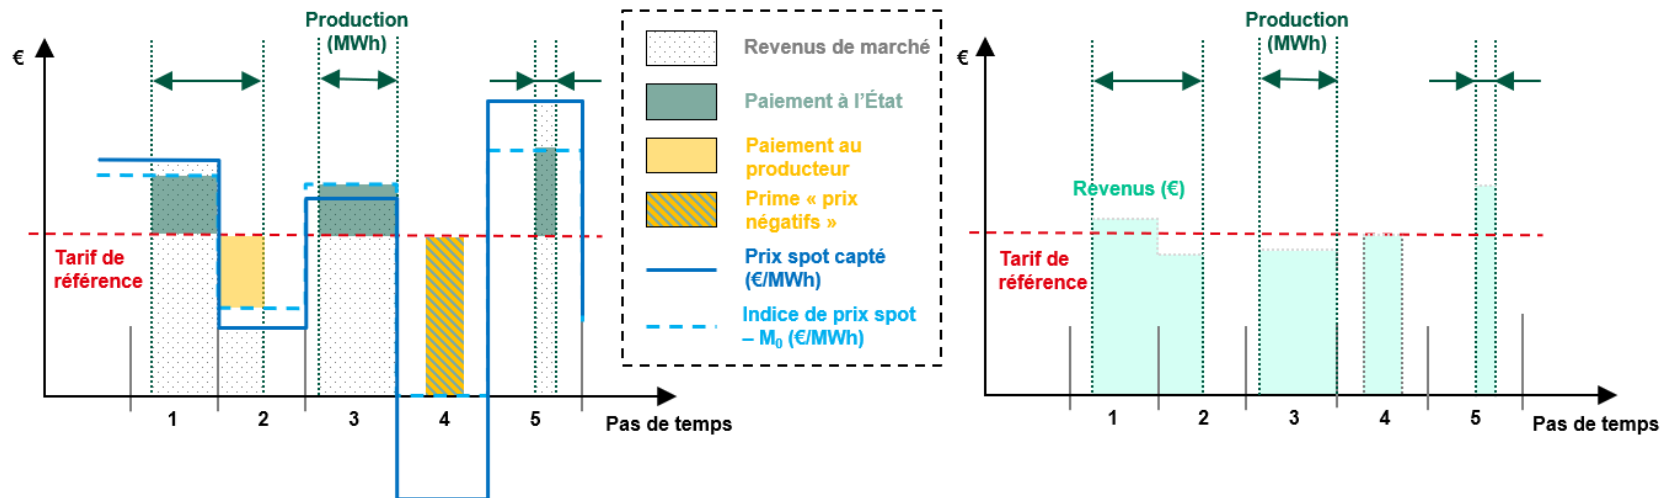 Production
(MWh)
€
Tarif de
référence
1
2
3
4
5
Pas de temps
Revenus de marché
Paiement à l’État
Paiement au
producteur
Prime « prix
négatifs »
Prix spot capté
(€/MWh)
Indice de prix spot
– M₀ (€/MWh)
Production
(MWh)
€
Revenus (€)
Tarif de
référence
1
2
3
4
5
Pas de temps